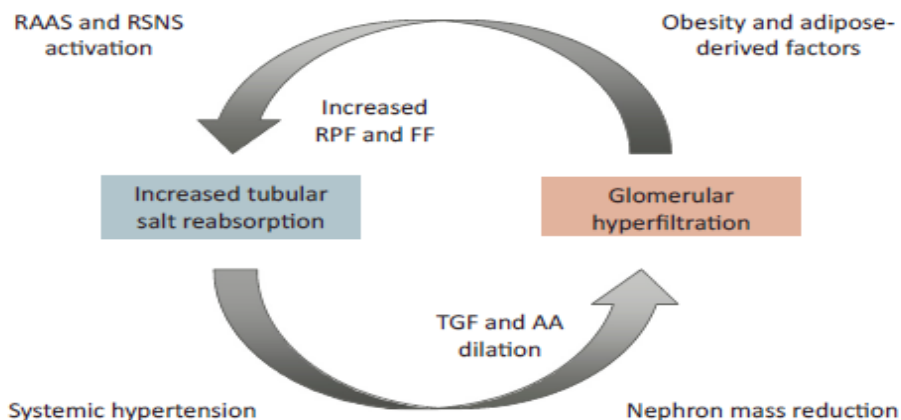 RAAS and RSNS
activation
Obesity and adipose-
derived factors
Increased
RPF and FF
Increased tubular
salt reabsorption
Glomerular
hyperfiltration
TGF and AA
dilation
Systemic hypertension
Nephron mass reduction